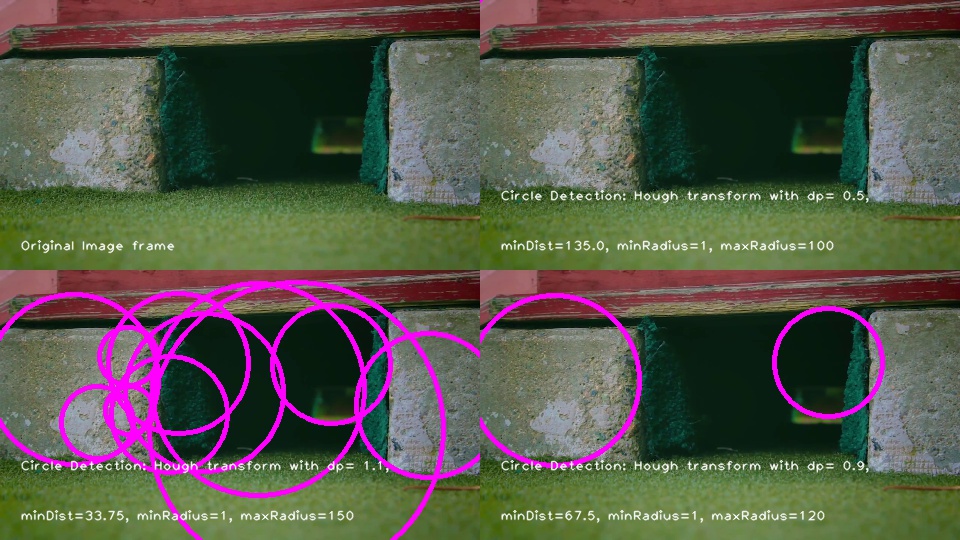 Original Image frame
Circle Detection: Hough transform with dp= 0.5,
minDist=135.0, minRadius=1, maxRadius=100
Circle Detection: Hough transform with dp= 1.1,
minDist=33.75, minRadius=1, maxRadius=150
Circle Detection: Hough transform with dp= 0.9,
minDist=67.5, minRadius=1, maxRadius=120